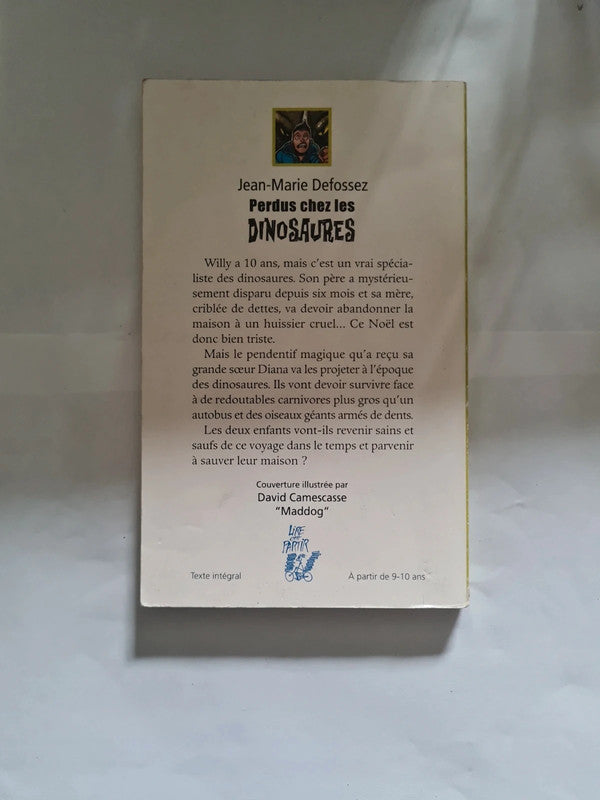 Jean-Marie Defossez
Perdus chez les
DINOSAURES
Willy a 10 ans, mais c'est un vrai spécia-
liste des dinosaures. Son père a mystérieu-
sement disparu depuis six mois et sa mère,
criblée de dettes, va devoir abandonner la
maison à un huissier cruel... Ce Noël est
donc bien triste.
Mais le pendentif magique qu'a reçu sa
grande sœur Diana va les projeter à l'époque
des dinosaures. Ils vont devoir survivre face
à de redoutables carnivores plus gros qu'un
autobus et des oiseaux géants armés de dents.
Les deux enfants vont-ils revenir sains et
saufs de ce voyage dans le temps et parvenir
à sauver leur maison ?
Couverture illustrée par
David Camescasse
"Maddog"
LIRE
C'EST
PARTIR
Texte intégral
À partir de 9-10 ans